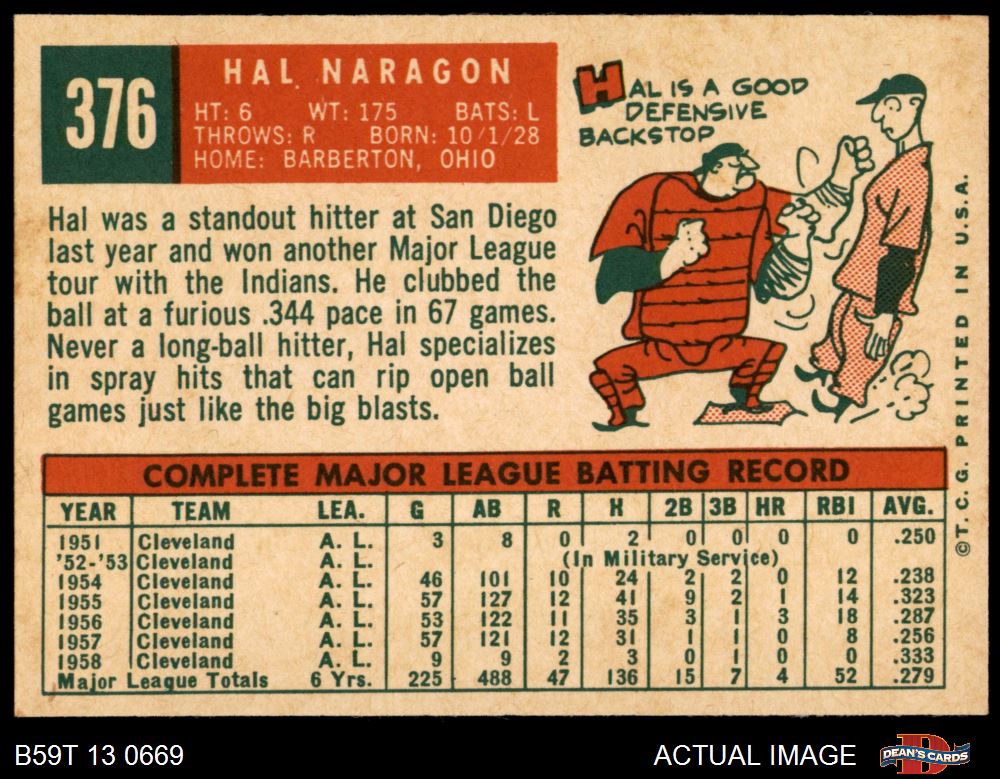 376
HAL NARAGON
HT: 6 WT: 175 BATS: L
THROWS: R BORN: 10/1/28
HOME: BARBERTON, OHIO
HAL IS A GOOD
DEFENSIVE
BACKSTOP
Hal was a standout hitter at San Diego
last year and won another Major League
tour with the Indians. He clubbed the
ball at a furious .344 pace in 67 games.
Never a long-ball hitter, Hal specializes
in spray hits that can rip open ball
games just like the big blasts.
©T. C. G. PRINTED IN U.S.A.
COMPLETE MAJOR LEAGUE BATTING RECORD
YEAR TEAM LEA. G AB R H 2B 3B HR RBI AVG.
1951 Cleveland A. L. 3 8 0 2 0 0 0 0 .250
'52-'53 Cleveland A. L. (In Military Service)
1954 Cleveland A. L. 46 101 10 24 2 2 0 12 .238
1955 Cleveland A. L. 57 127 12 41 9 2 1 14 .323
1956 Cleveland A. L. 53 122 11 35 3 1 3 18 .287
1957 Cleveland A. L. 57 121 12 31 1 1 0 8 .256
1958 Cleveland A. L. 9 9 2 3 0 1 0 0 .333
Major League Totals 6 Yrs. 225 488 47 136 15 7 4 52 .279
B59T 13 0669
ACTUAL IMAGE
D
DEAN'S CARDS